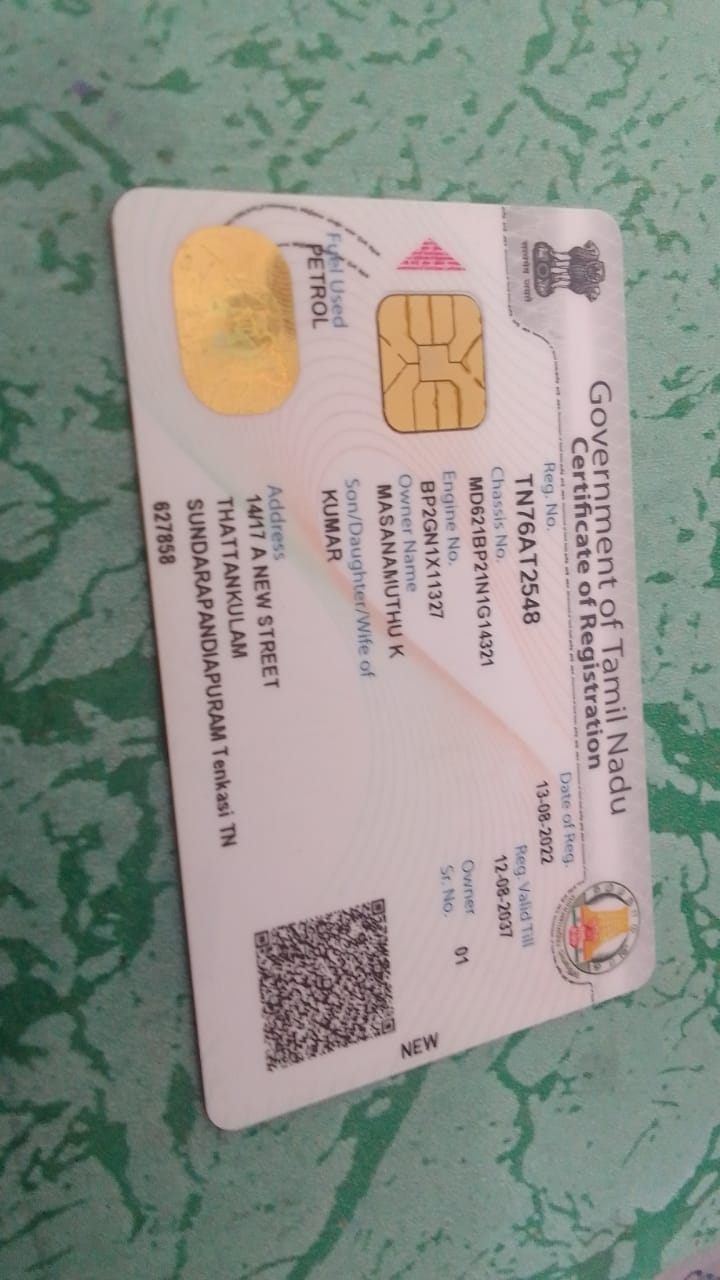 Government of Tamil Nadu
Certificate of Registration
Reg. No.
TN76AT2548
Date of Reg.
13-08-2022
Chassis No.
MD621BP21N1G14321
Reg. Valid Till
12-08-2037
Engine No.
BP2GN1X11327
Owner
Sr. No. 01
Owner Name
MASANAMUTHU K
Son/Daughter/Wife of
KUMAR
NEW
Fuel Used
PETROL
Address
14/17 A NEW STREET
THATTANKULAM
SUNDARAPANDIAPURAM Tenkasi TN
627858
सत्यमेव जयते